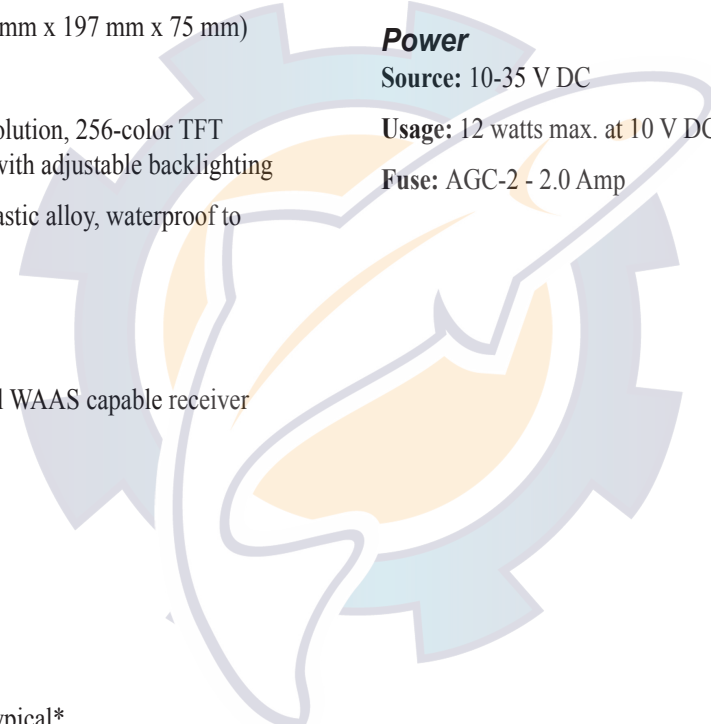 mm x 197 mm x 75 mm)
olution, 256-color TFT
with adjustable backlighting
astic alloy, waterproof to
WAAS capable receiver
ypical*
Power
Source: 10-35 V DC
Usage: 12 watts max. at 10 V DC
Fuse: AGC-2 - 2.0 Amp